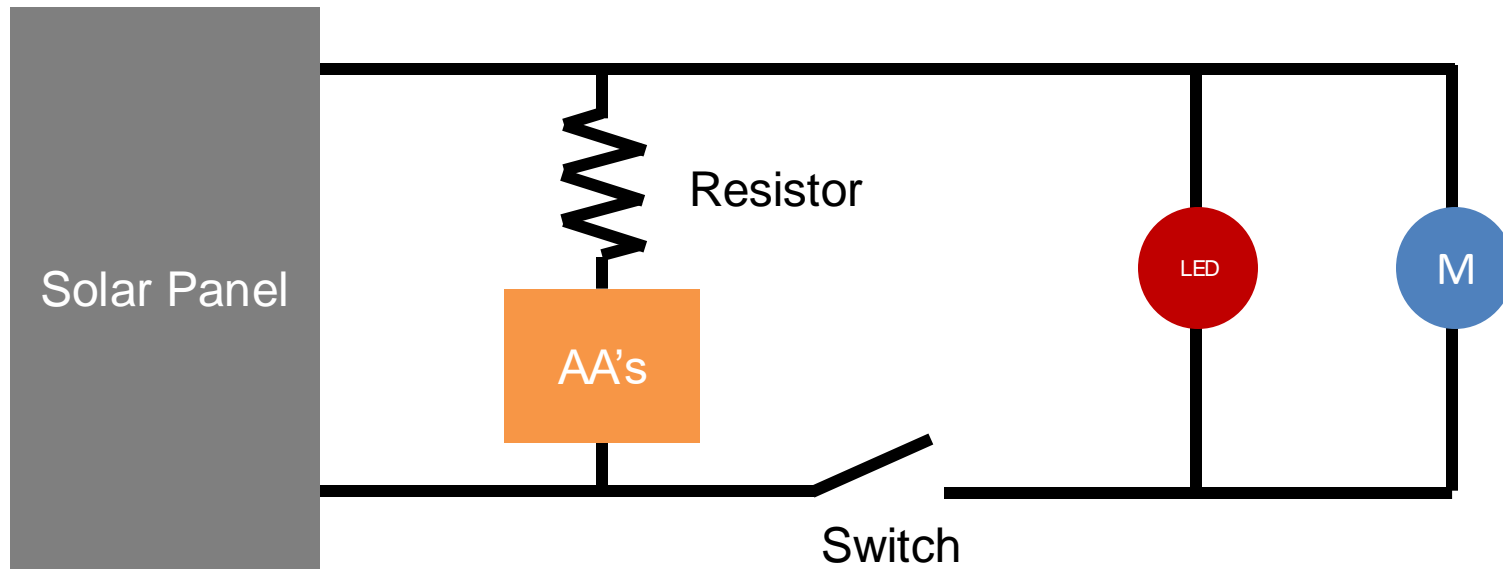 Resistor
Solar Panel
LED
M
AA’s
Switch